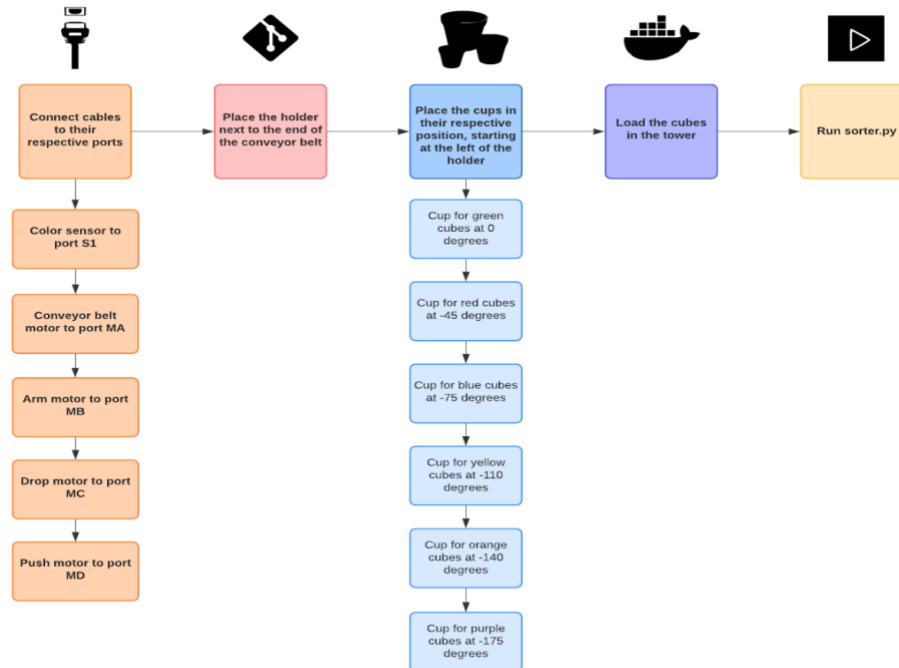 Connect cables
to their
respective ports
Place the holder
next to the end of
the conveyor belt
Place the cups in
their respective
position, starting
at the left of the
holder
Load the cubes
in the tower
Run sorter.py
Color sensor to
port S1
Conveyor belt
motor to port MA
Arm motor to port
MB
Drop motor to port
MC
Push motor to port
MD
Cup for green
cubes at 0
degrees
Cup for red cubes
at -45 degrees
Cup for blue cubes
at -75 degrees
Cup for yellow
cubes at -110
degrees
Cup for orange
cubes at -140
degrees
Cup for purple
cubes at -175
degrees